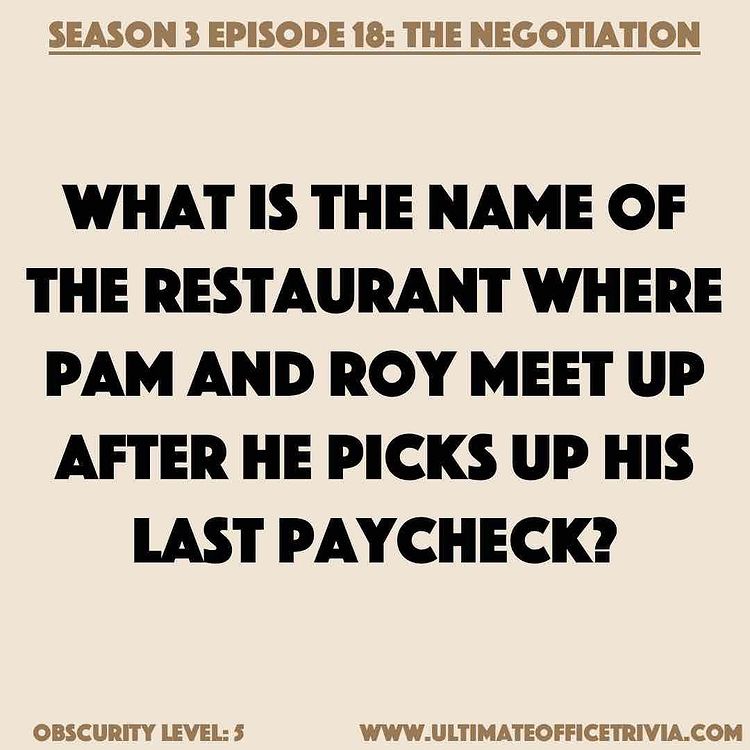 SEASON 3 EPISODE 18: THE NEGOTIATION
WHAT IS THE NAME OF
THE RESTAURANT WHERE
PAM AND ROY MEET UP
AFTER HE PICKS UP HIS
LAST PAYCHECK?
OBSCURITY LEVEL: 5
WWW.ULTIMATEOFFICETRIVIA.COM